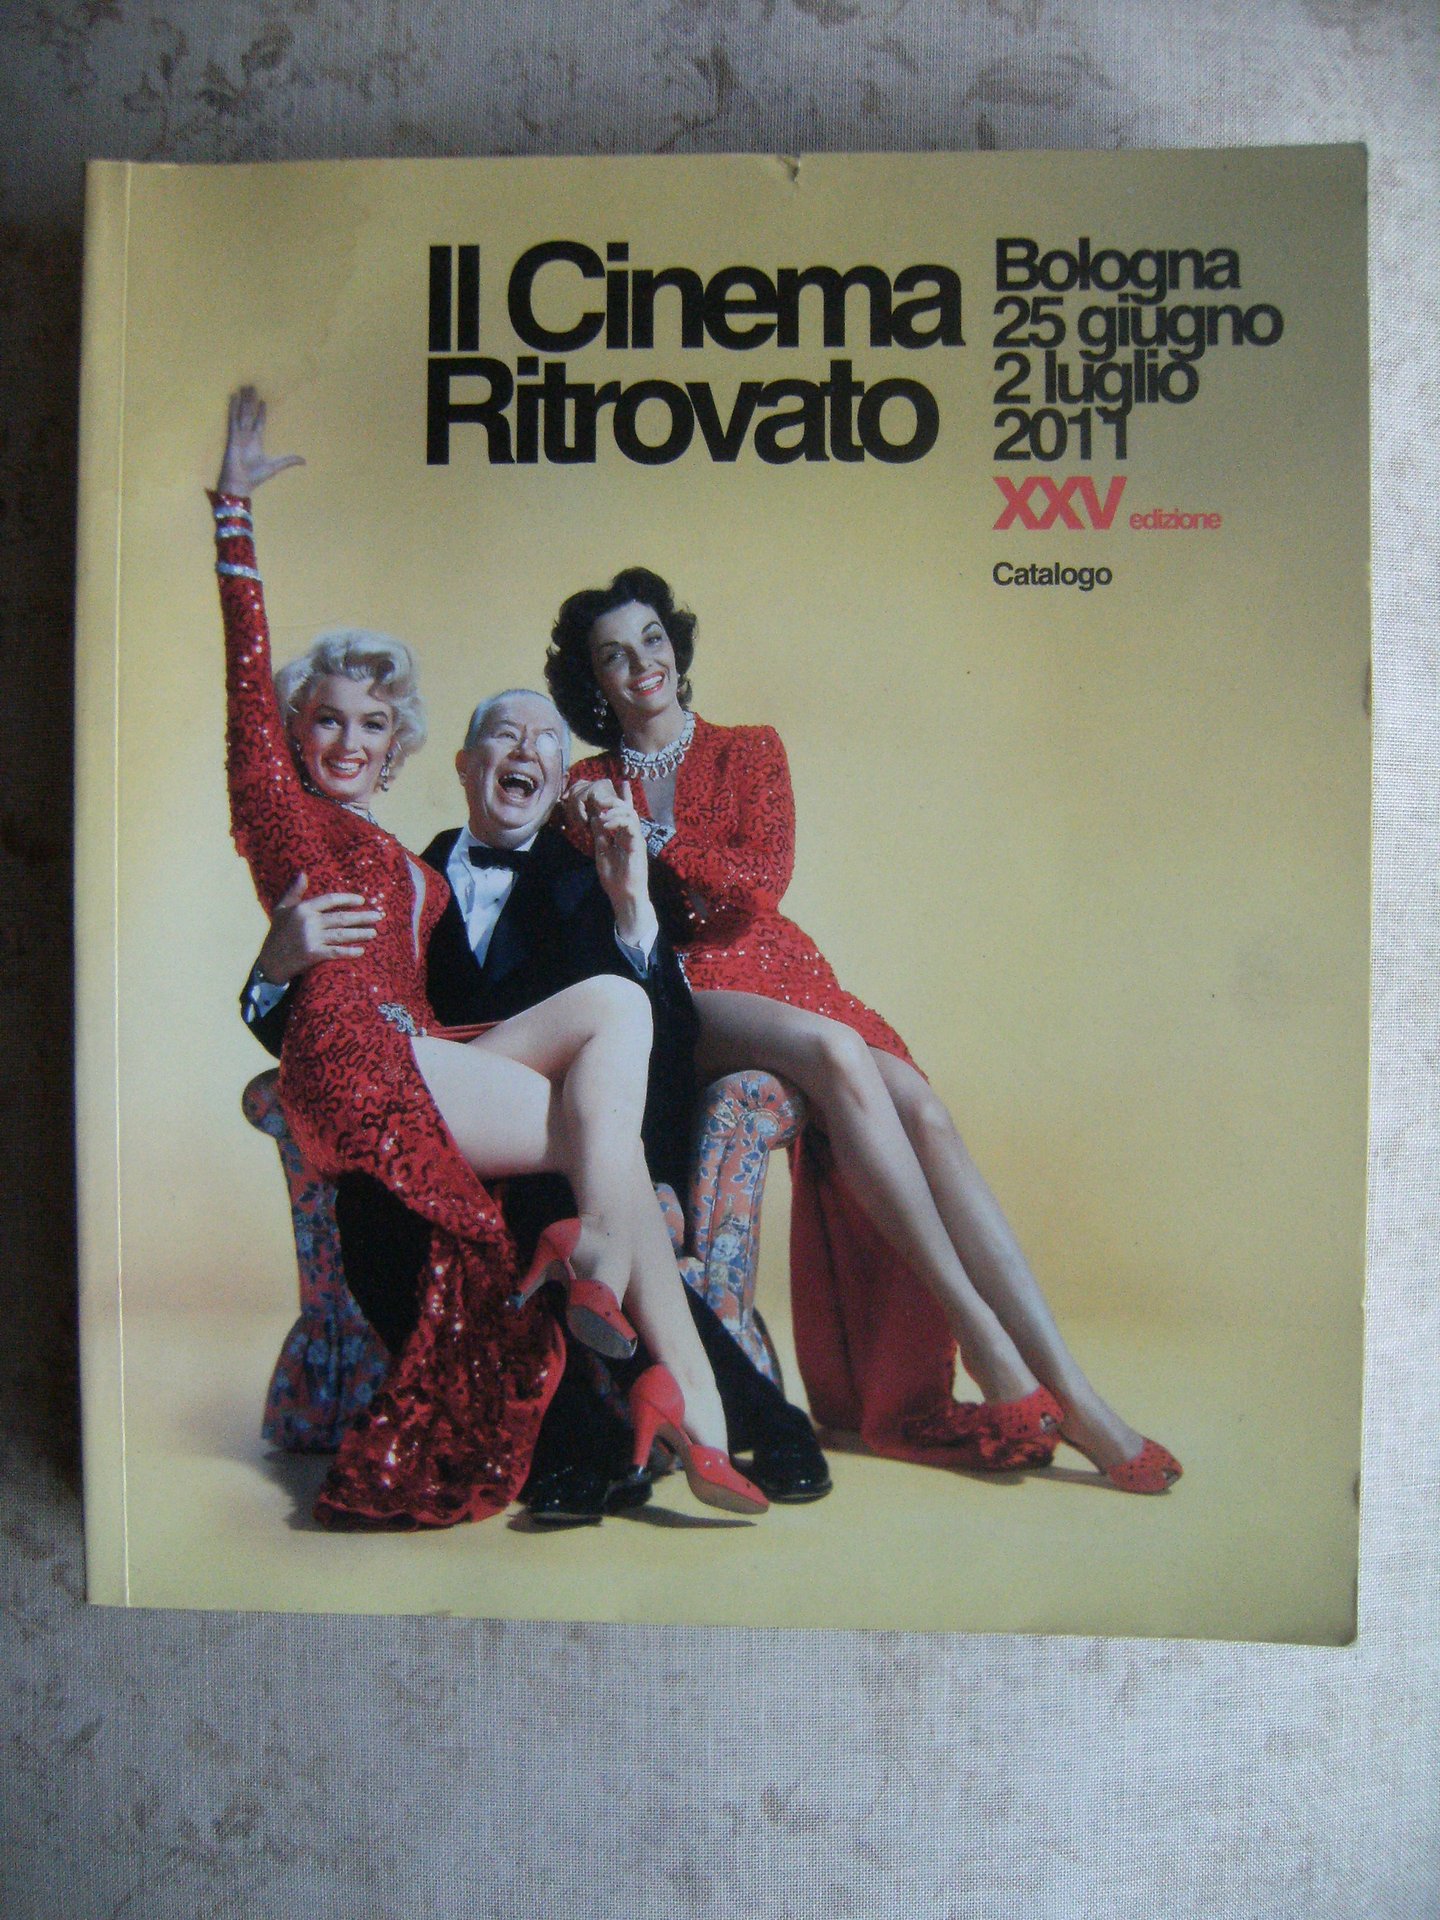 Il Cinema
Ritrovato
Bologna
25 giugno
2 luglio
2011
XXV edizione
Catalogo